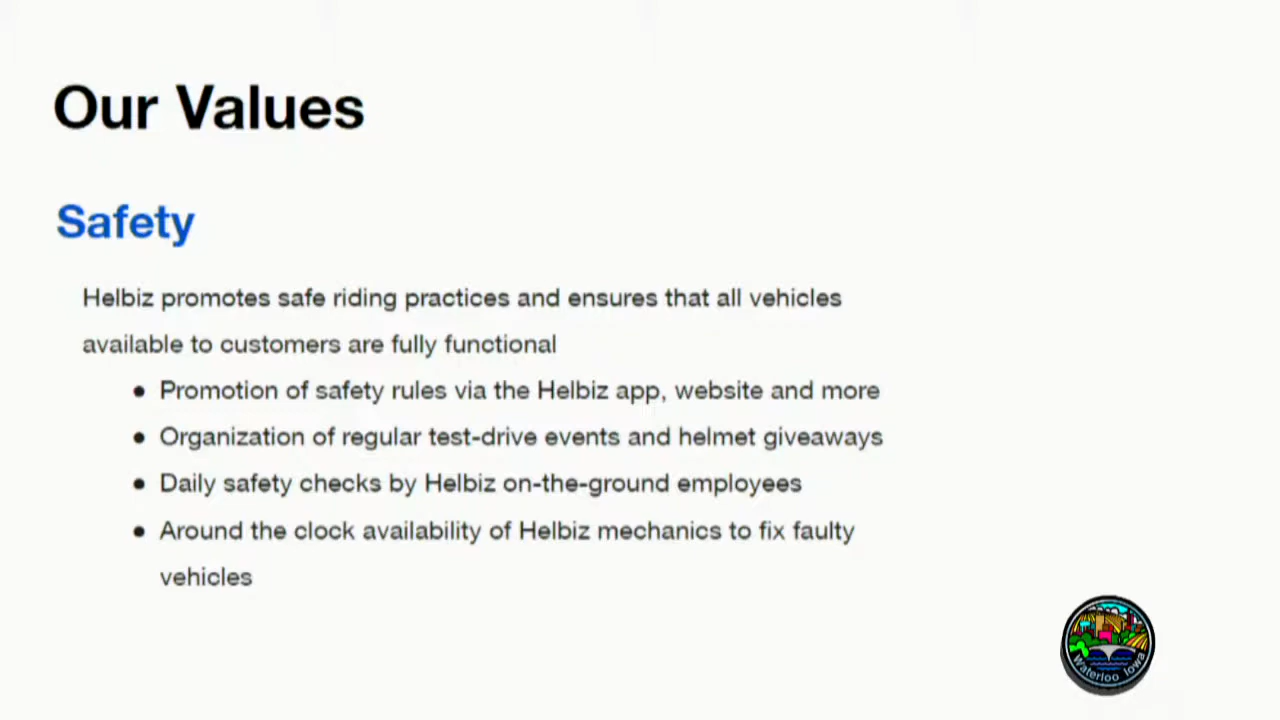 Our Values
Safety
Helbiz promotes safe riding practices and ensures that all vehicles
available to customers are fully functional
● Promotion of safety rules via the Helbiz app, website and more
● Organization of regular test-drive events and helmet giveaways
● Daily safety checks by Helbiz on-the-ground employees
● Around the clock availability of Helbiz mechanics to fix faulty
vehicles
Waterloo Iowa